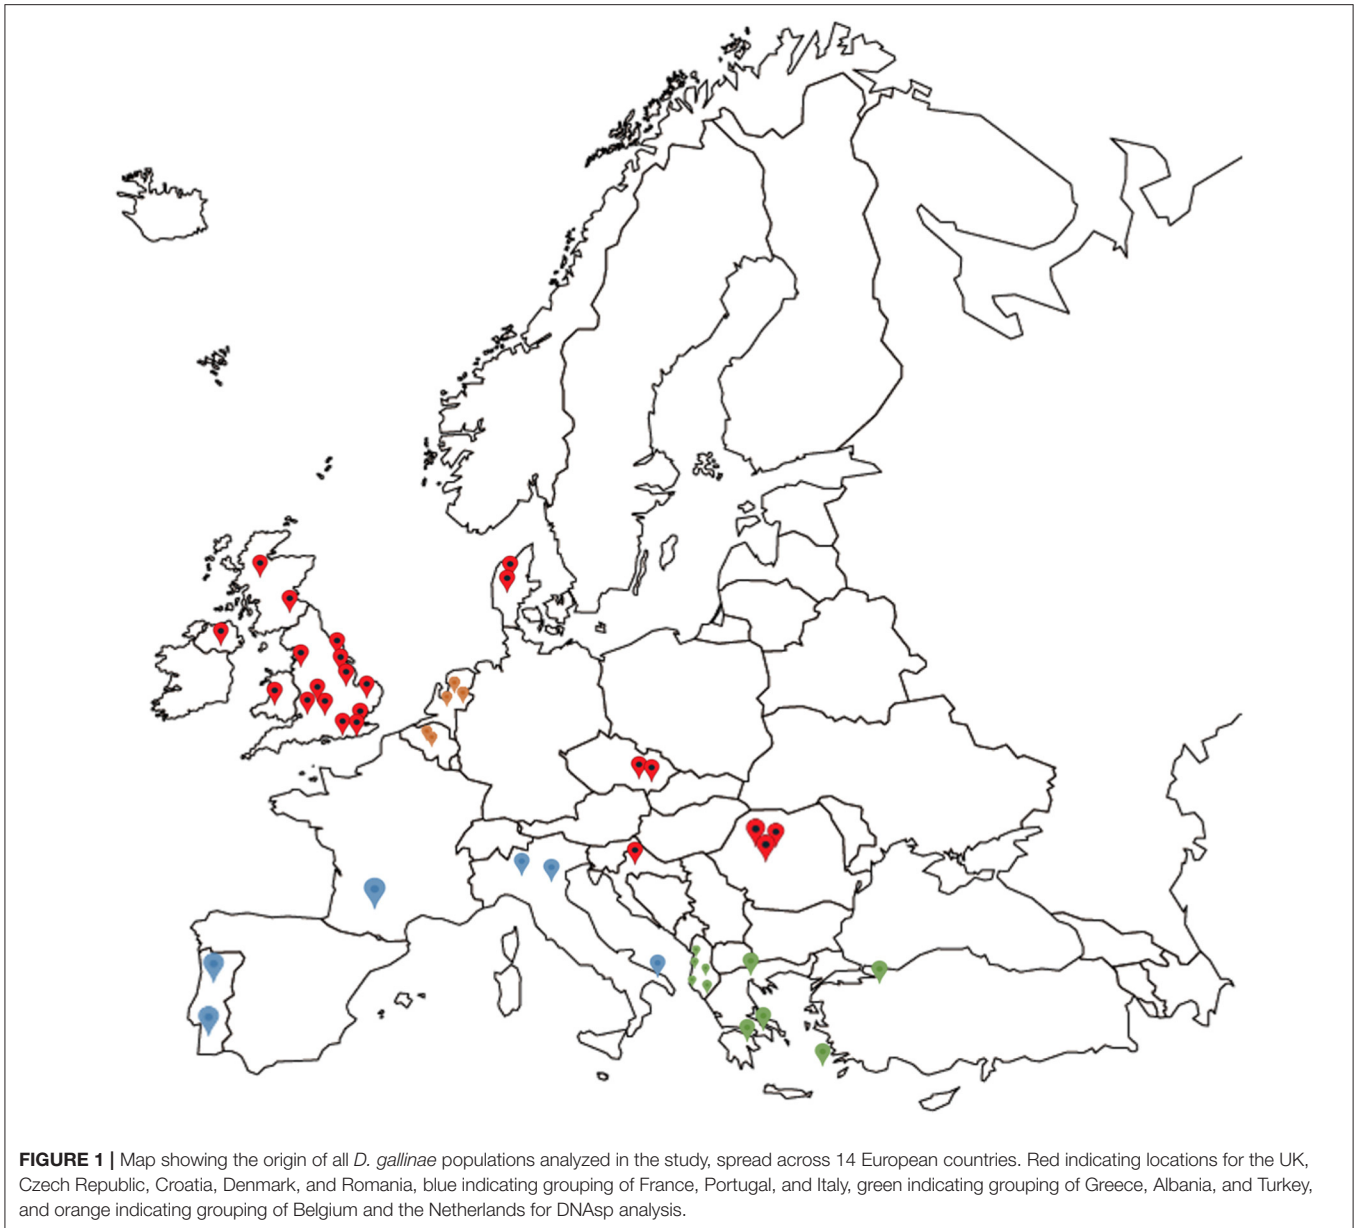 FIGURE 1 | Map showing the origin of all D. gallinae populations analyzed in the study, spread across 14 European countries. Red indicating locations for the UK,
Czech Republic, Croatia, Denmark, and Romania, blue indicating grouping of France, Portugal, and Italy, green indicating grouping of Greece, Albania, and Turkey,
and orange indicating grouping of Belgium and the Netherlands for DNAsp analysis.